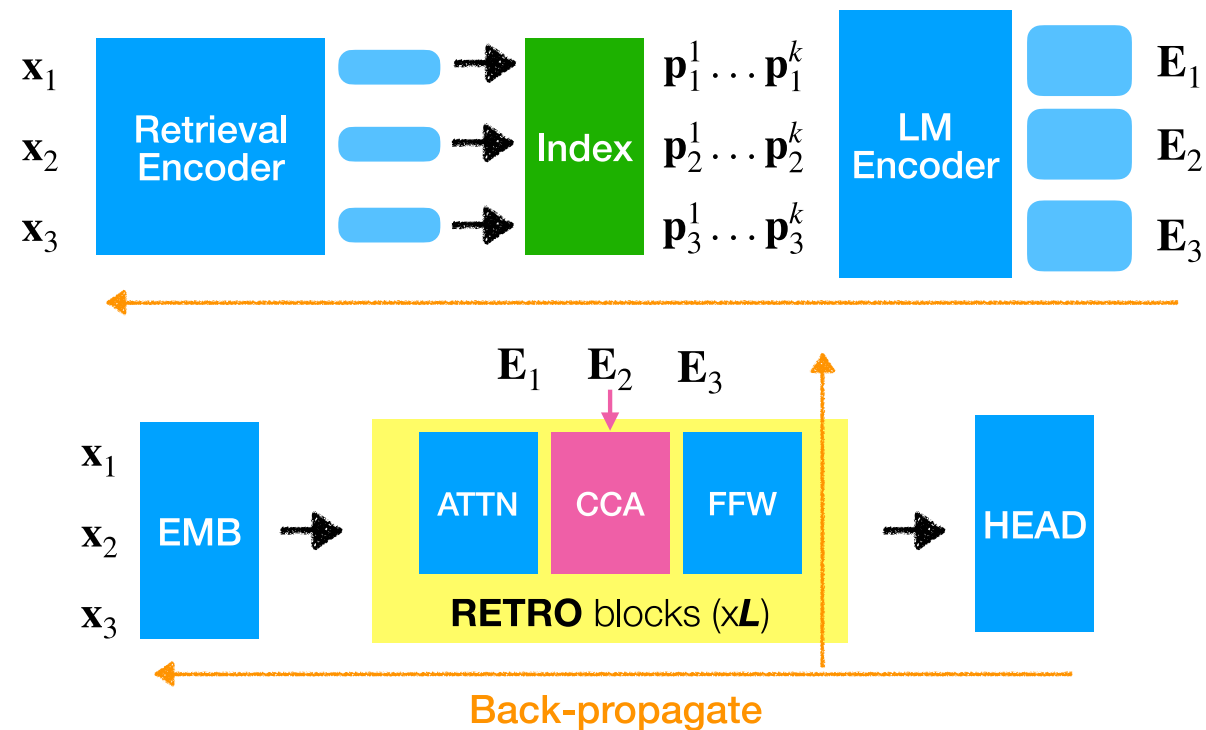 x₁ p₁¹ . . . p₁ᵏ E₁
Retrieval Encoder
x₂ Index p₂¹ . . . p₂ᵏ LM Encoder E₂
x₃ p₃¹ . . . p₃ᵏ E₃
E₁ E₂ E₃
x₁
x₂
x₃
EMB
ATTN CCA FFW
RETRO blocks (xL)
HEAD
Back-propagate